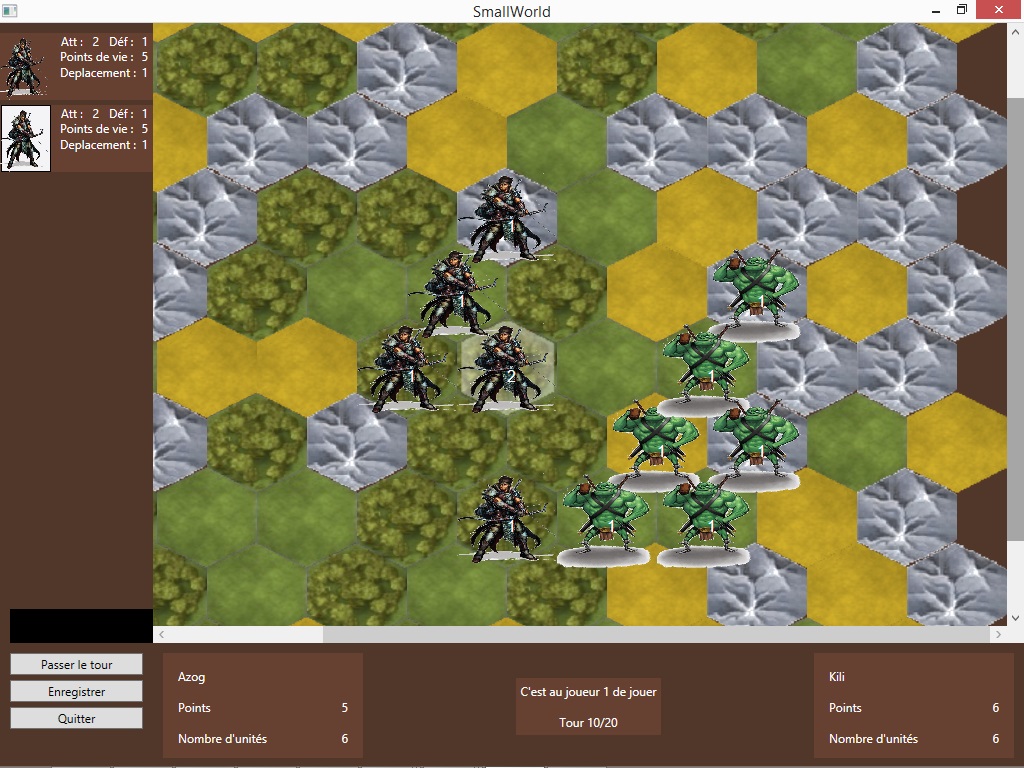 SmallWorld
Att : 2 Déf : 1
Points de vie : 5
Deplacement : 1
Att : 2 Déf : 1
Points de vie : 5
Deplacement : 1
1
1
1
1
1
2
1
1
1
1
1
Passer le tour
Enregistrer
Quitter
Azog
Points 5
Nombre d'unités 6
C'est au joueur 1 de jouer
Tour 10/20
Kili
Points 6
Nombre d'unités 6